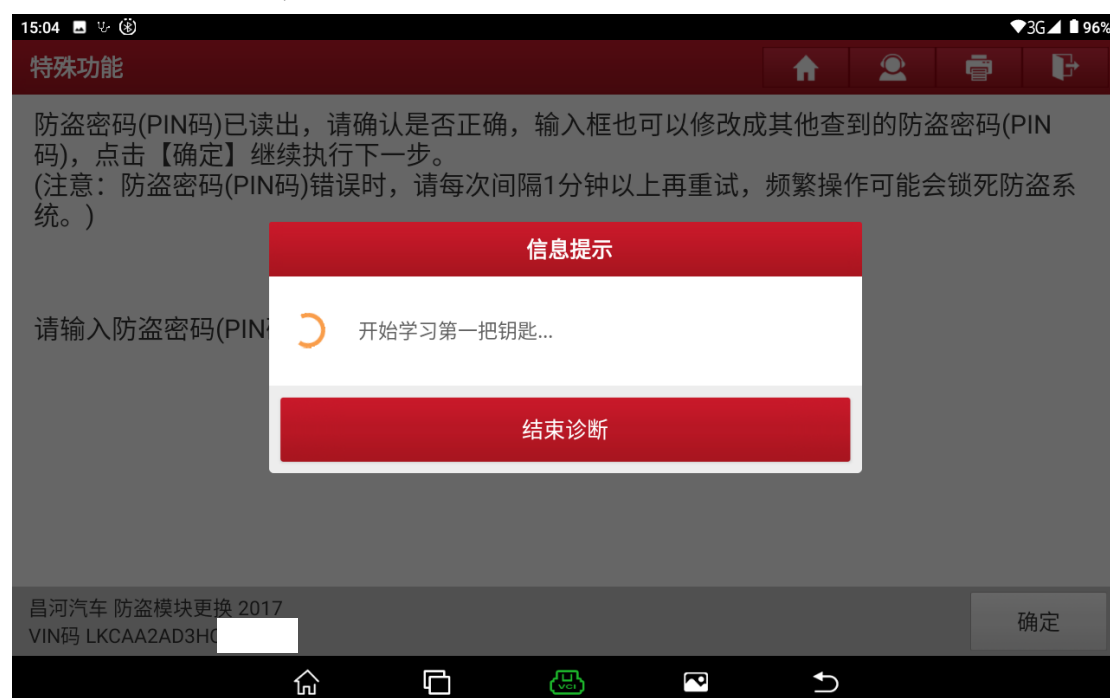 15:04
3G 96%
特殊功能
防盗密码(PIN码)已读出，请确认是否正确，输入框也可以修改成其他查到的防盗密码(PIN
码)，点击【确定】继续执行下一步。
(注意：防盗密码(PIN码)错误时，请每次间隔1分钟以上再重试，频繁操作可能会锁死防盗系
统。)
信息提示
请输入防盗密码(PIN
开始学习第一把钥匙...
结束诊断
昌河汽车 防盗模块更换 2017
VIN码 LKCAA2AD3H
确定
VCI